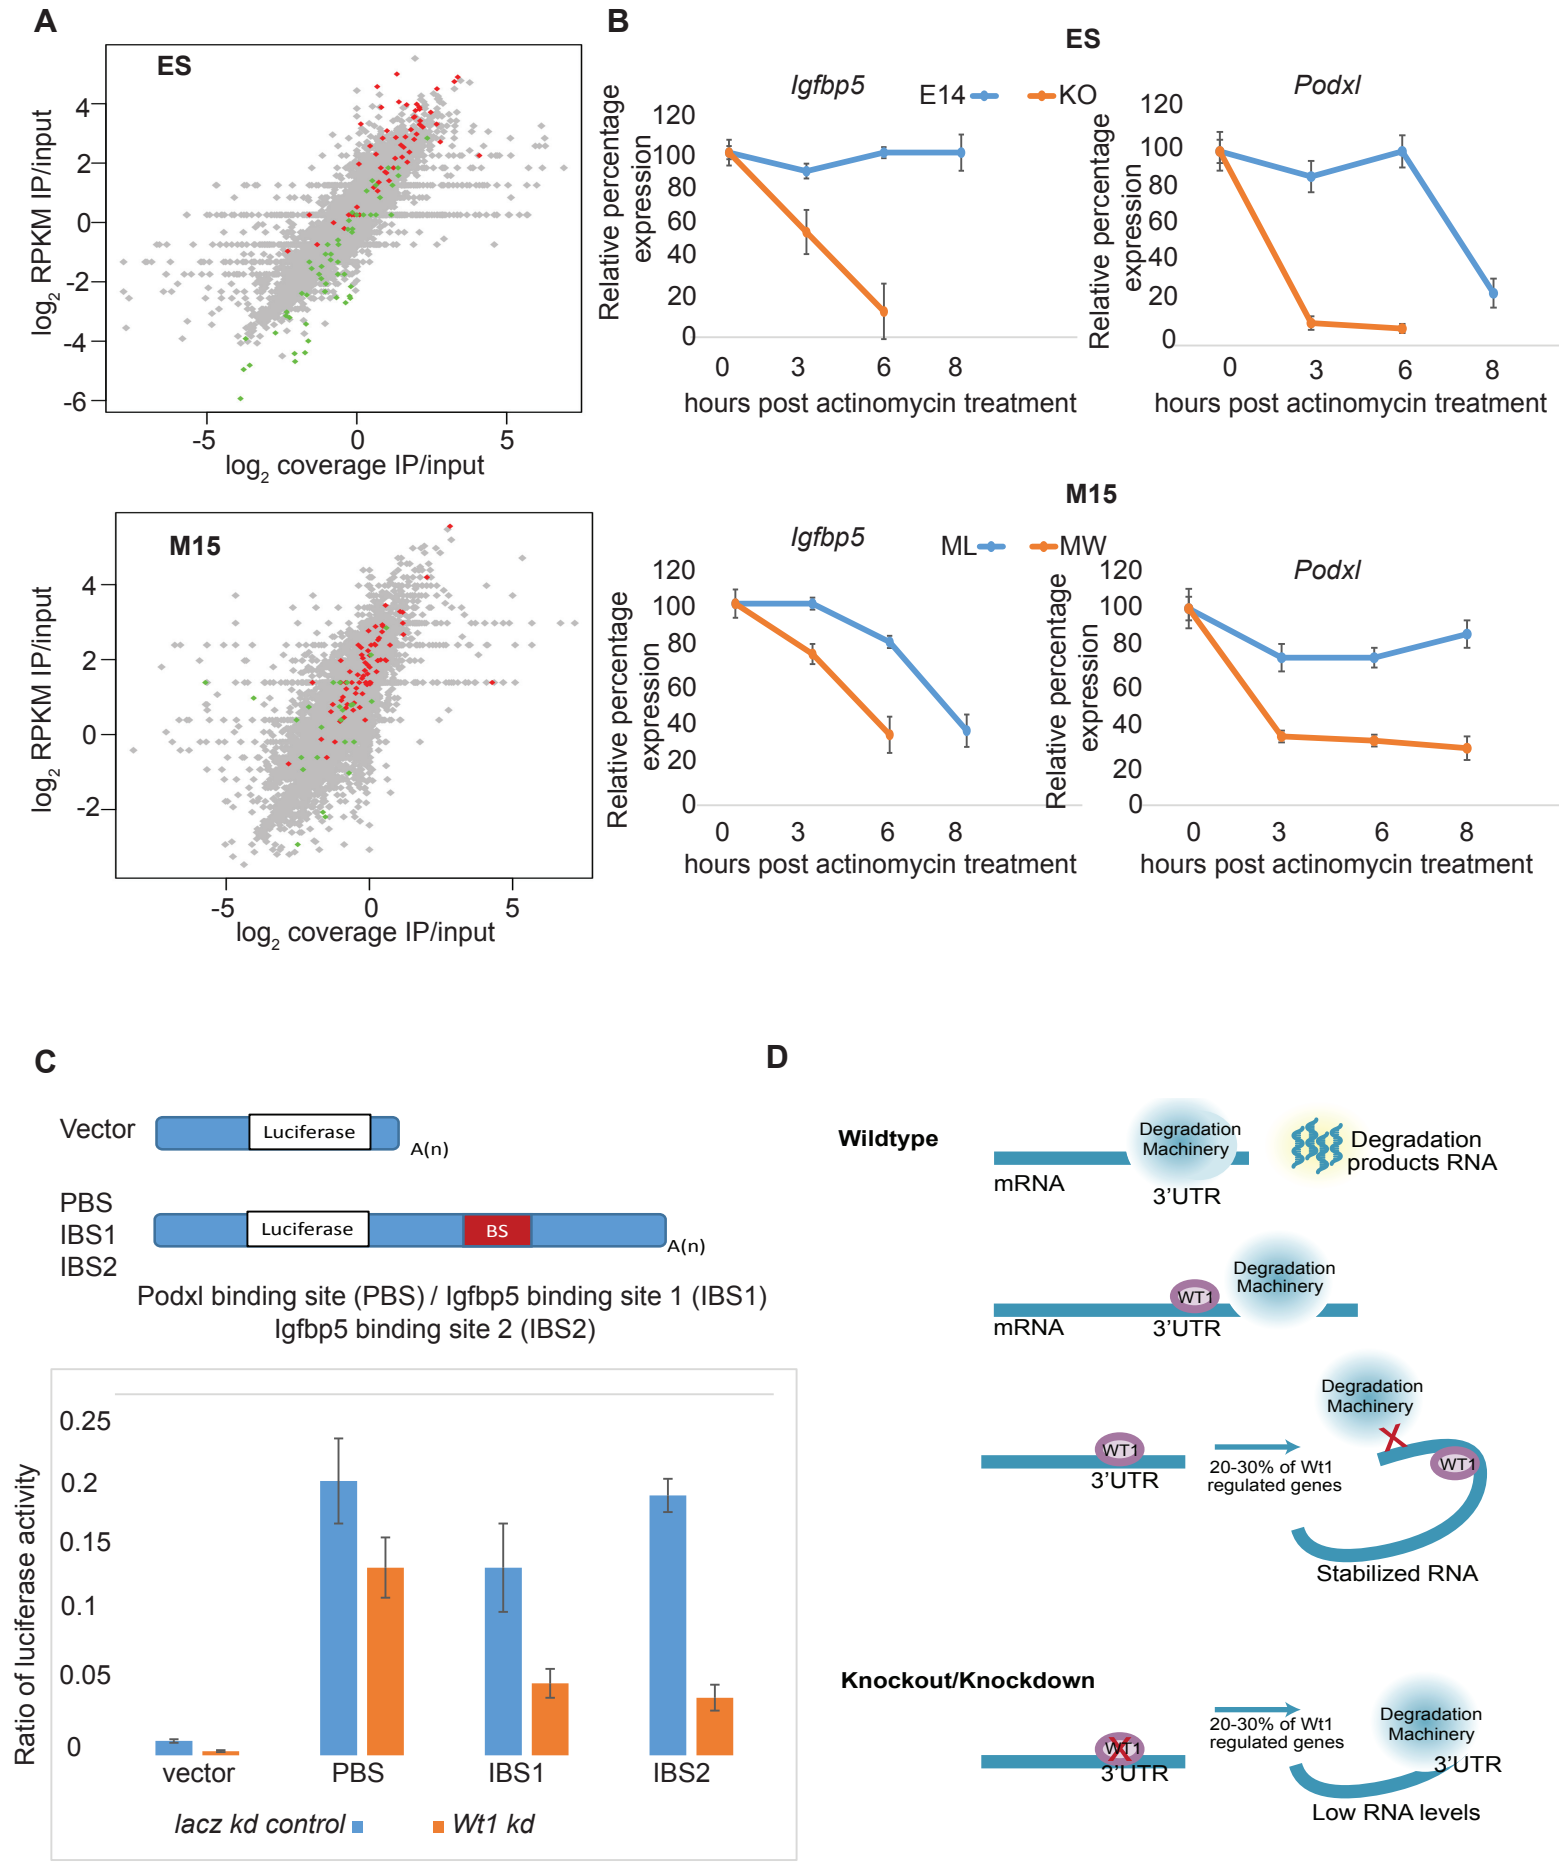 A
ES
log2 RPKM IP/input
4
2
0
-2
-4
-6
-5
0
5
log2 coverage IP/input
M15
log2 RPKM IP/input
4
2
0
-2
-5
0
5
log2 coverage IP/input
B
ES
Igfbp5
E14
KO
Relative percentage
expression
120
100
80
60
40
20
0
0
3
6
8
hours post actinomycin treatment
Podxl
Relative percentage
expression
120
100
80
60
40
20
0
0
3
6
8
hours post actinomycin treatment
M15
Igfbp5
ML
MW
Relative percentage
expression
120
100
80
60
40
20
0
0
3
6
8
hours post actinomycin treatment
Podxl
Relative percentage
expression
120
100
80
60
40
20
0
0
3
6
8
hours post actinomycin treatment
C
Vector
Luciferase
A(n)
PBS
IBS1
IBS2
Luciferase
BS
A(n)
Podxl binding site (PBS) / Igfbp5 binding site 1 (IBS1)
Igfbp5 binding site 2 (IBS2)
Ratio of luciferase activity
0.25
0.2
0.15
0.1
0.05
0
vector
PBS
IBS1
IBS2
lacz kd control
Wt1 kd
D
Wildtype
Degradation
Machinery
mRNA
3'UTR
Degradation
products RNA
Degradation
Machinery
WT1
mRNA
3'UTR
Degradation
Machinery
X
WT1
3'UTR
20-30% of Wt1
regulated genes
WT1
Stabilized RNA
Knockout/Knockdown
WT1
X
3'UTR
20-30% of Wt1
regulated genes
Degradation
Machinery
3'UTR
Low RNA levels